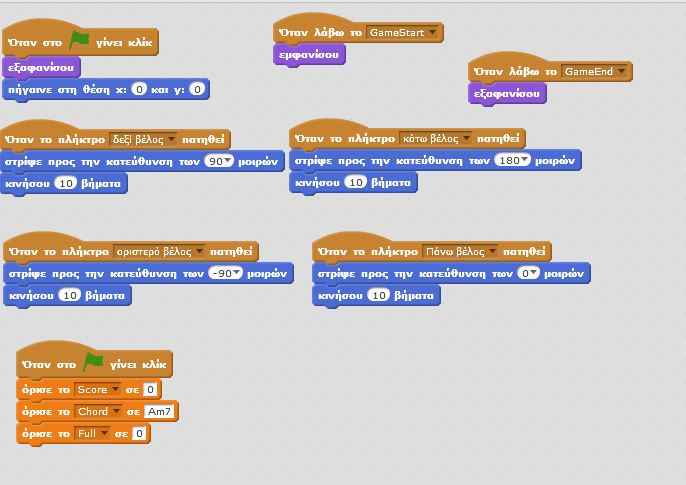 Όταν στο γίνει κλίκ
εξαφανίσου
πήγαινε στη θέση x: 0 και y: 0
Όταν λάβω το GameStart
εμφανίσου
Όταν λάβω το GameEnd
εξαφανίσου
Όταν το πλήκτρο δεξί βέλος πατηθεί
στρίψε προς την κατεύθυνση των 90 μοιρών
κινήσου 10 βήματα
Όταν το πλήκτρο κάτω βέλος πατηθεί
στρίψε προς την κατεύθυνση των 180 μοιρών
κινήσου 10 βήματα
Όταν το πλήκτρο αριστερό βέλος πατηθεί
στρίψε προς την κατεύθυνση των -90 μοιρών
κινήσου 10 βήματα
Όταν το πλήκτρο Πάνω βέλος πατηθεί
στρίψε προς την κατεύθυνση των 0 μοιρών
κινήσου 10 βήματα
Όταν στο γίνει κλίκ
όρισε το Score σε 0
όρισε το Chord σε Am7
όρισε το Full σε 0